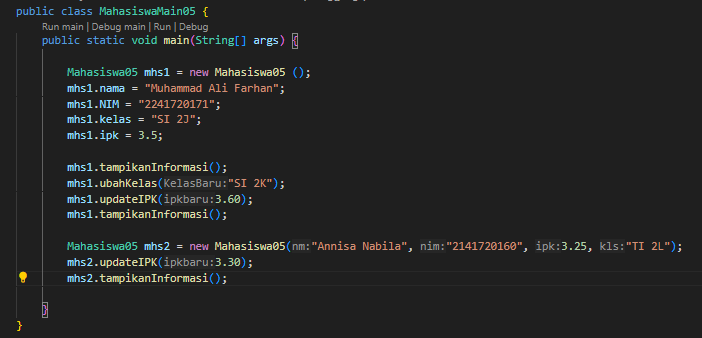 public class MahasiswaMain05 {
Run main | Debug main | Run | Debug
public static void main(String[] args) {
Mahasiswa05 mhs1 = new Mahasiswa05 ();
mhs1.nama = "Muhammad Ali Farhan";
mhs1.NIM = "2241720171";
mhs1.kelas = "SI 2J";
mhs1.ipk = 3.5;
mhs1.tampikanInformasi();
mhs1.ubahKelas(KelasBaru:"SI 2K");
mhs1.updateIPK(ipkbaru:3.60);
mhs1.tampikanInformasi();
Mahasiswa05 mhs2 = new Mahasiswa05(nm:"Annisa Nabila", nim:"2141720160", ipk:3.25, kls:"TI 2L");
mhs2.updateIPK(ipkbaru:3.30);
mhs2.tampikanInformasi();
}
}